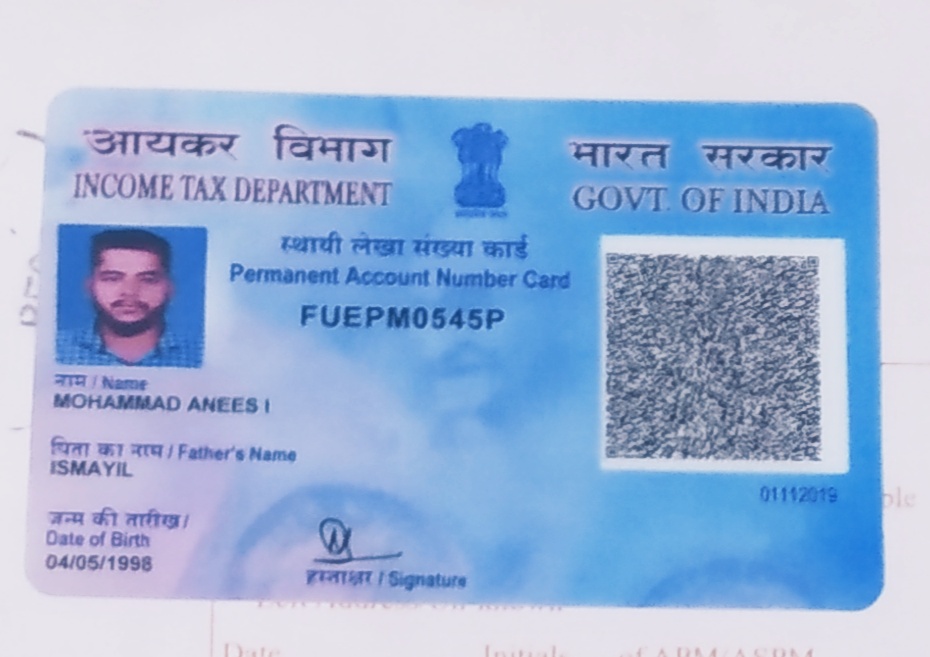 आयकर विभाग
INCOME TAX DEPARTMENT
भारत सरकार
GOVT. OF INDIA
स्थायी लेखा संख्या कार्ड
Permanent Account Number Card
FUEPM0545P
नाम / Name
MOHAMMAD ANEES I
पिता का नाम / Father's Name
ISMAYIL
जन्म की तारीख /
Date of Birth
04/05/1998
हस्ताक्षर / Signature
01112019
Date
Initials of APM/ASPM